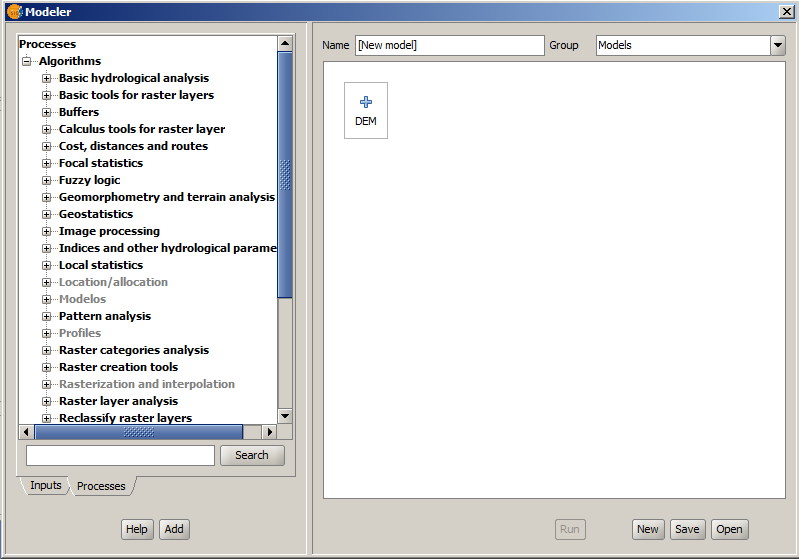 Modeler
Processes
Algorithms
Basic hydrological analysis
Basic tools for raster layers
Buffers
Calculus tools for raster layer
Cost, distances and routes
Focal statistics
Fuzzy logic
Geomorphometry and terrain analysis
Geostatistics
Image processing
Indices and other hydrological parame
Local statistics
Location/allocation
Modelos
Pattern analysis
Profiles
Raster categories analysis
Raster creation tools
Rasterization and interpolation
Raster layer analysis
Reclassify raster layers
Search
Inputs Processes
Help Add
Name [New model] Group Models
DEM
Run New Save Open